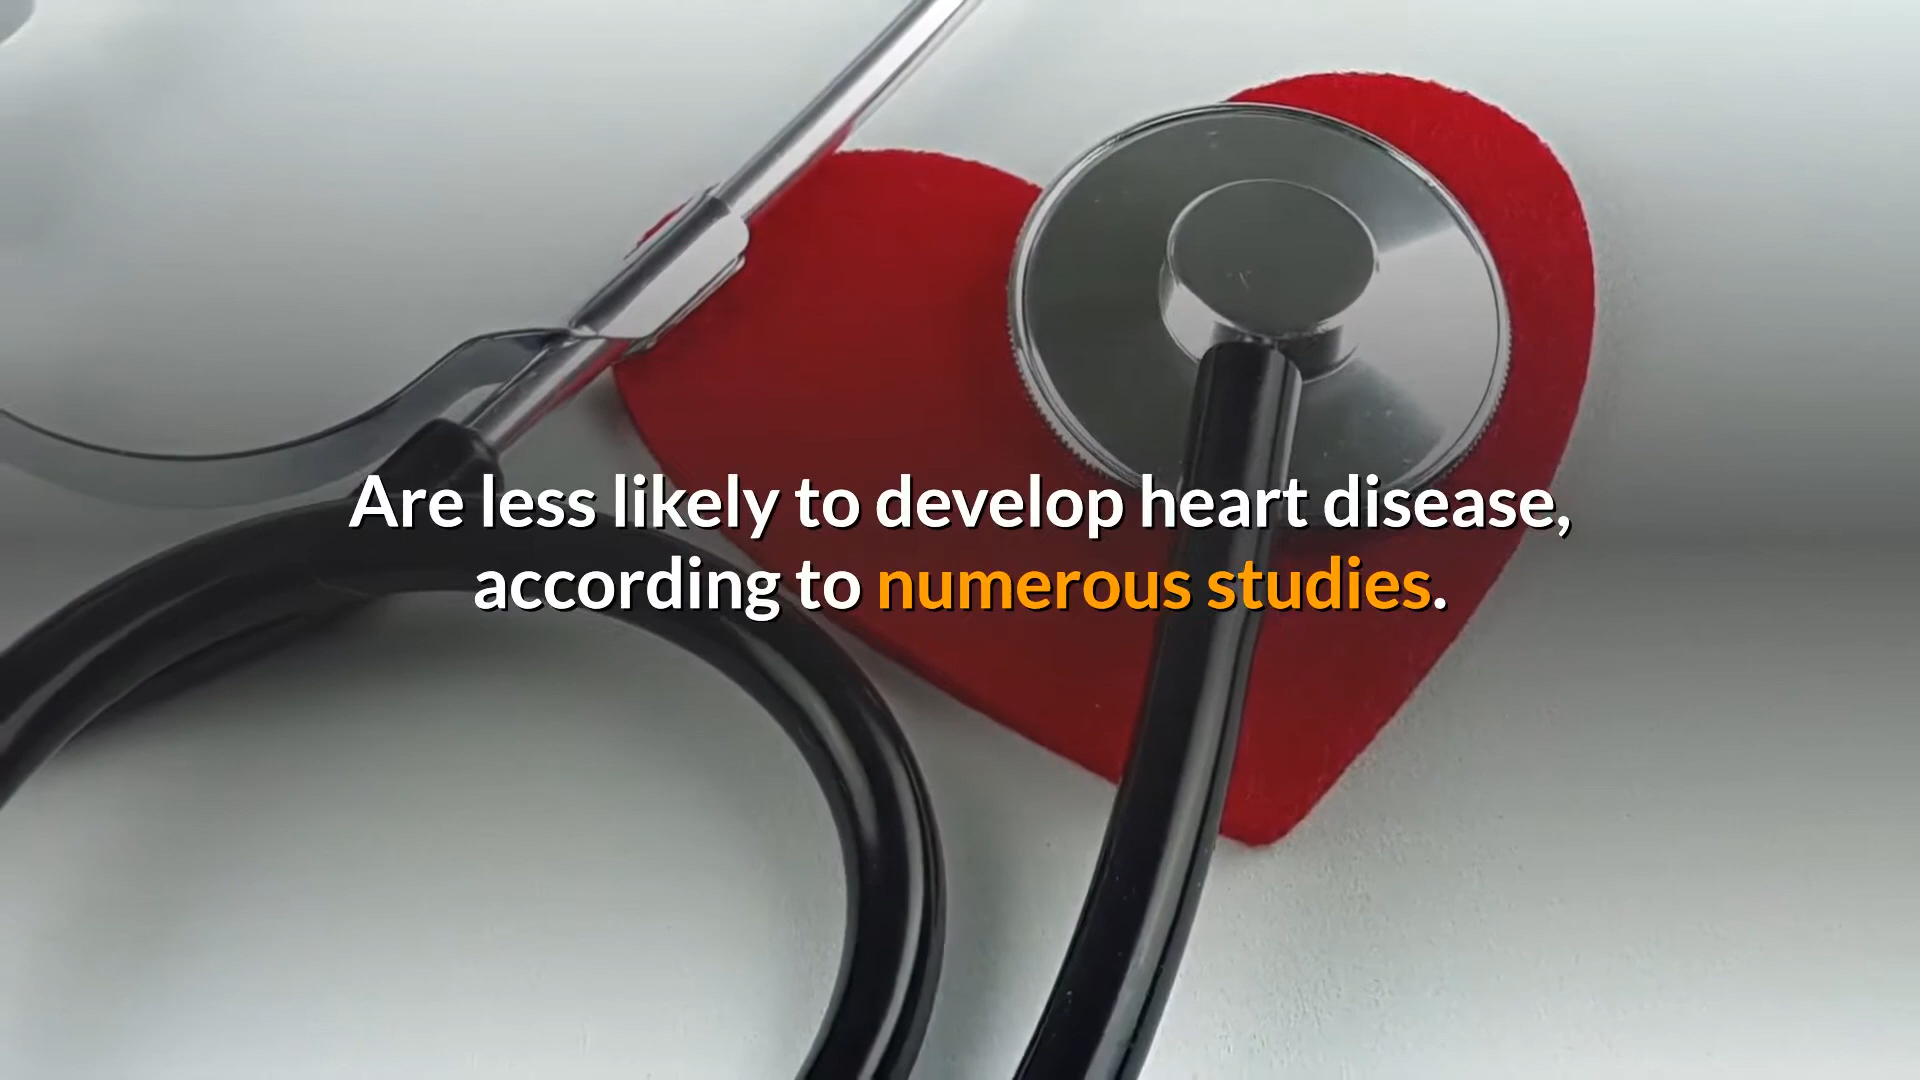 Are less likely to develop heart disease,
according to numerous studies.